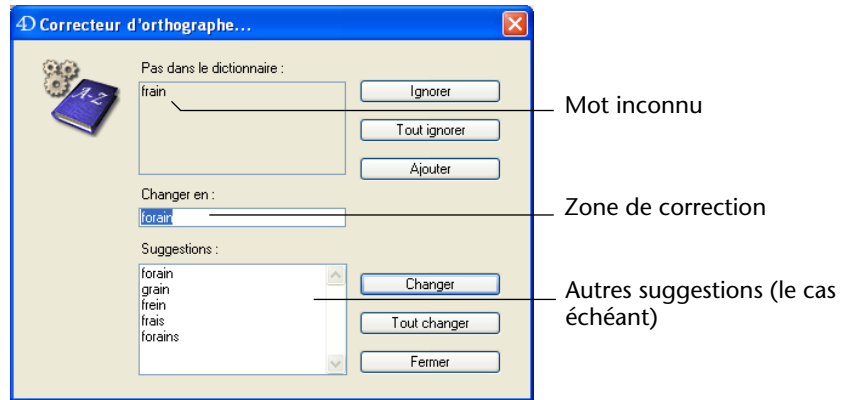 4D Correcteur d'orthographe...
Pas dans le dictionnaire :
frain
Ignorer
Mot inconnu
Tout ignorer
Ajouter
Changer en :
forain
Zone de correction
Suggestions :
forain
grain
frein
frais
forains
Changer
Autres suggestions (le cas
échéant)
Tout changer
Fermer
A-Z